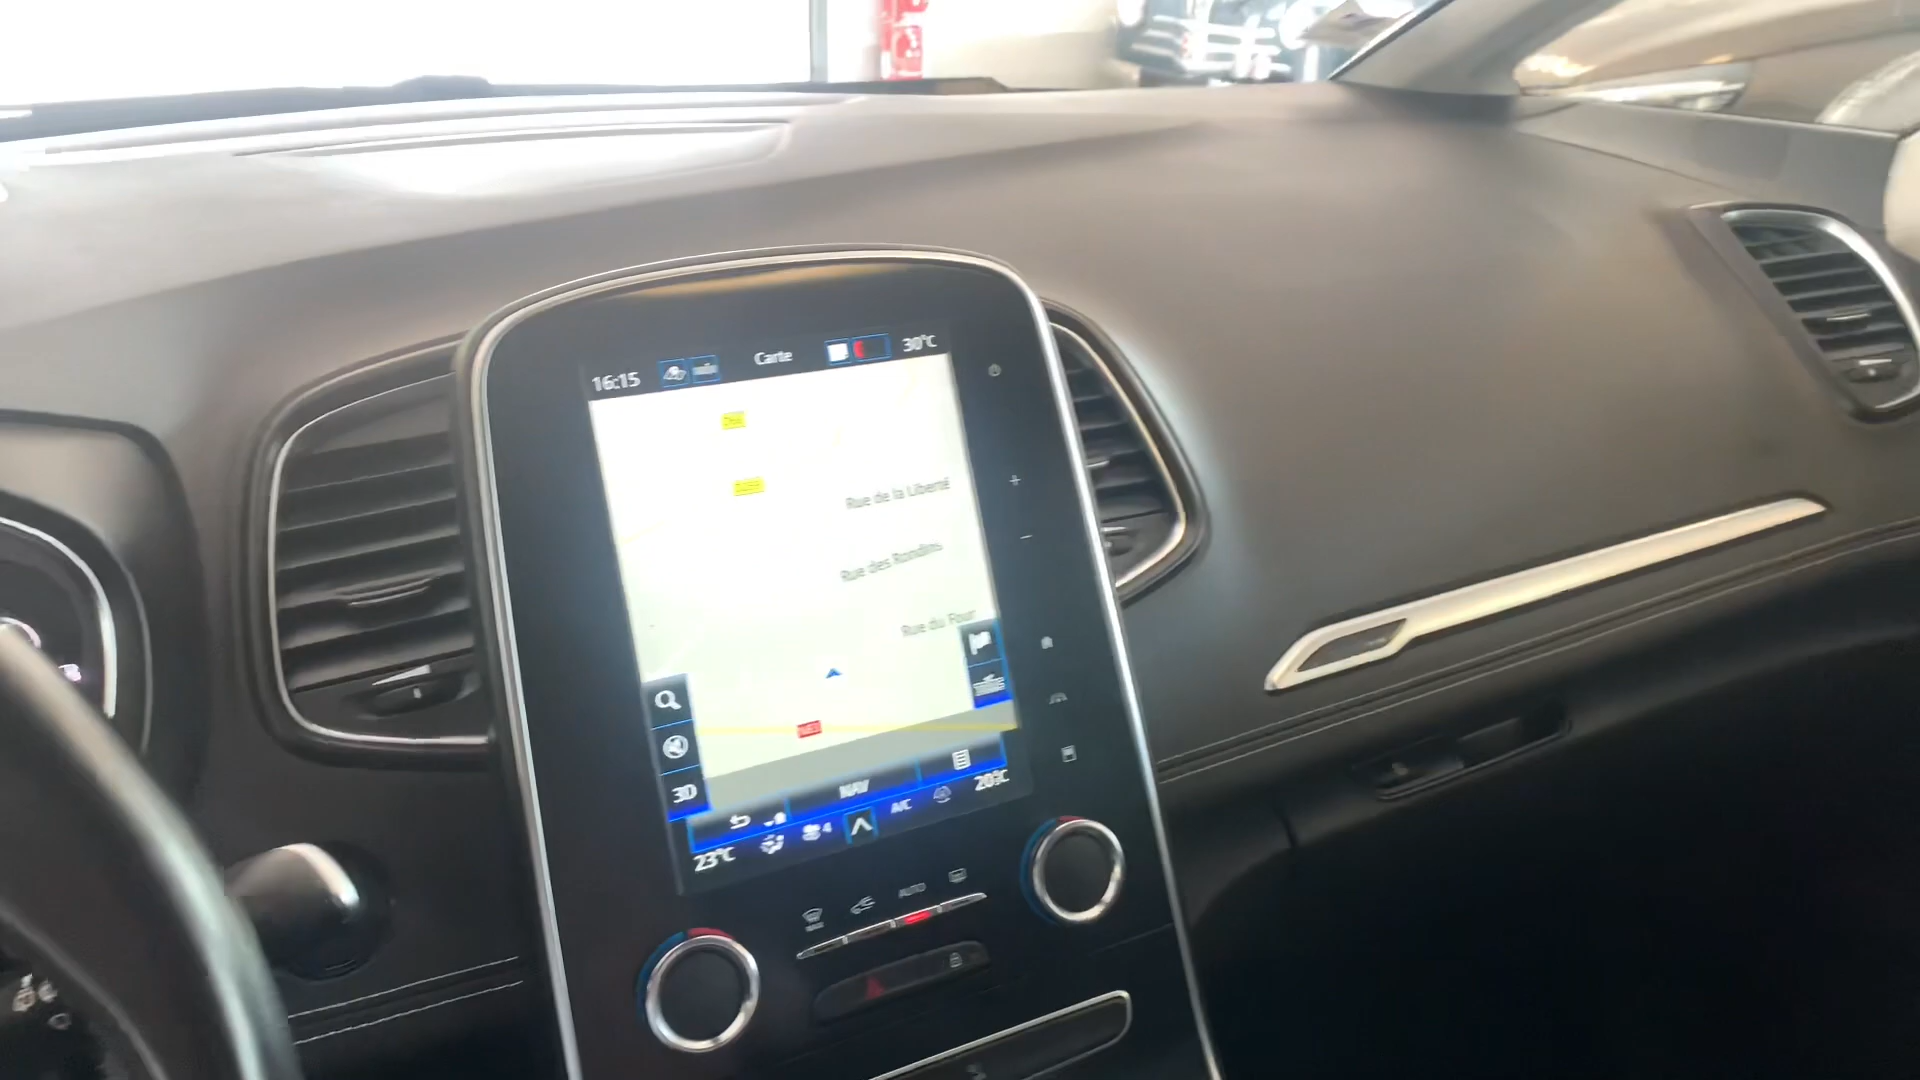 16:15 Carte 30°C
Rue de la Liberté
Rue des Rondins
Rue du Four
3D
NAV
A/C
23°C 4 20°C
AUTO